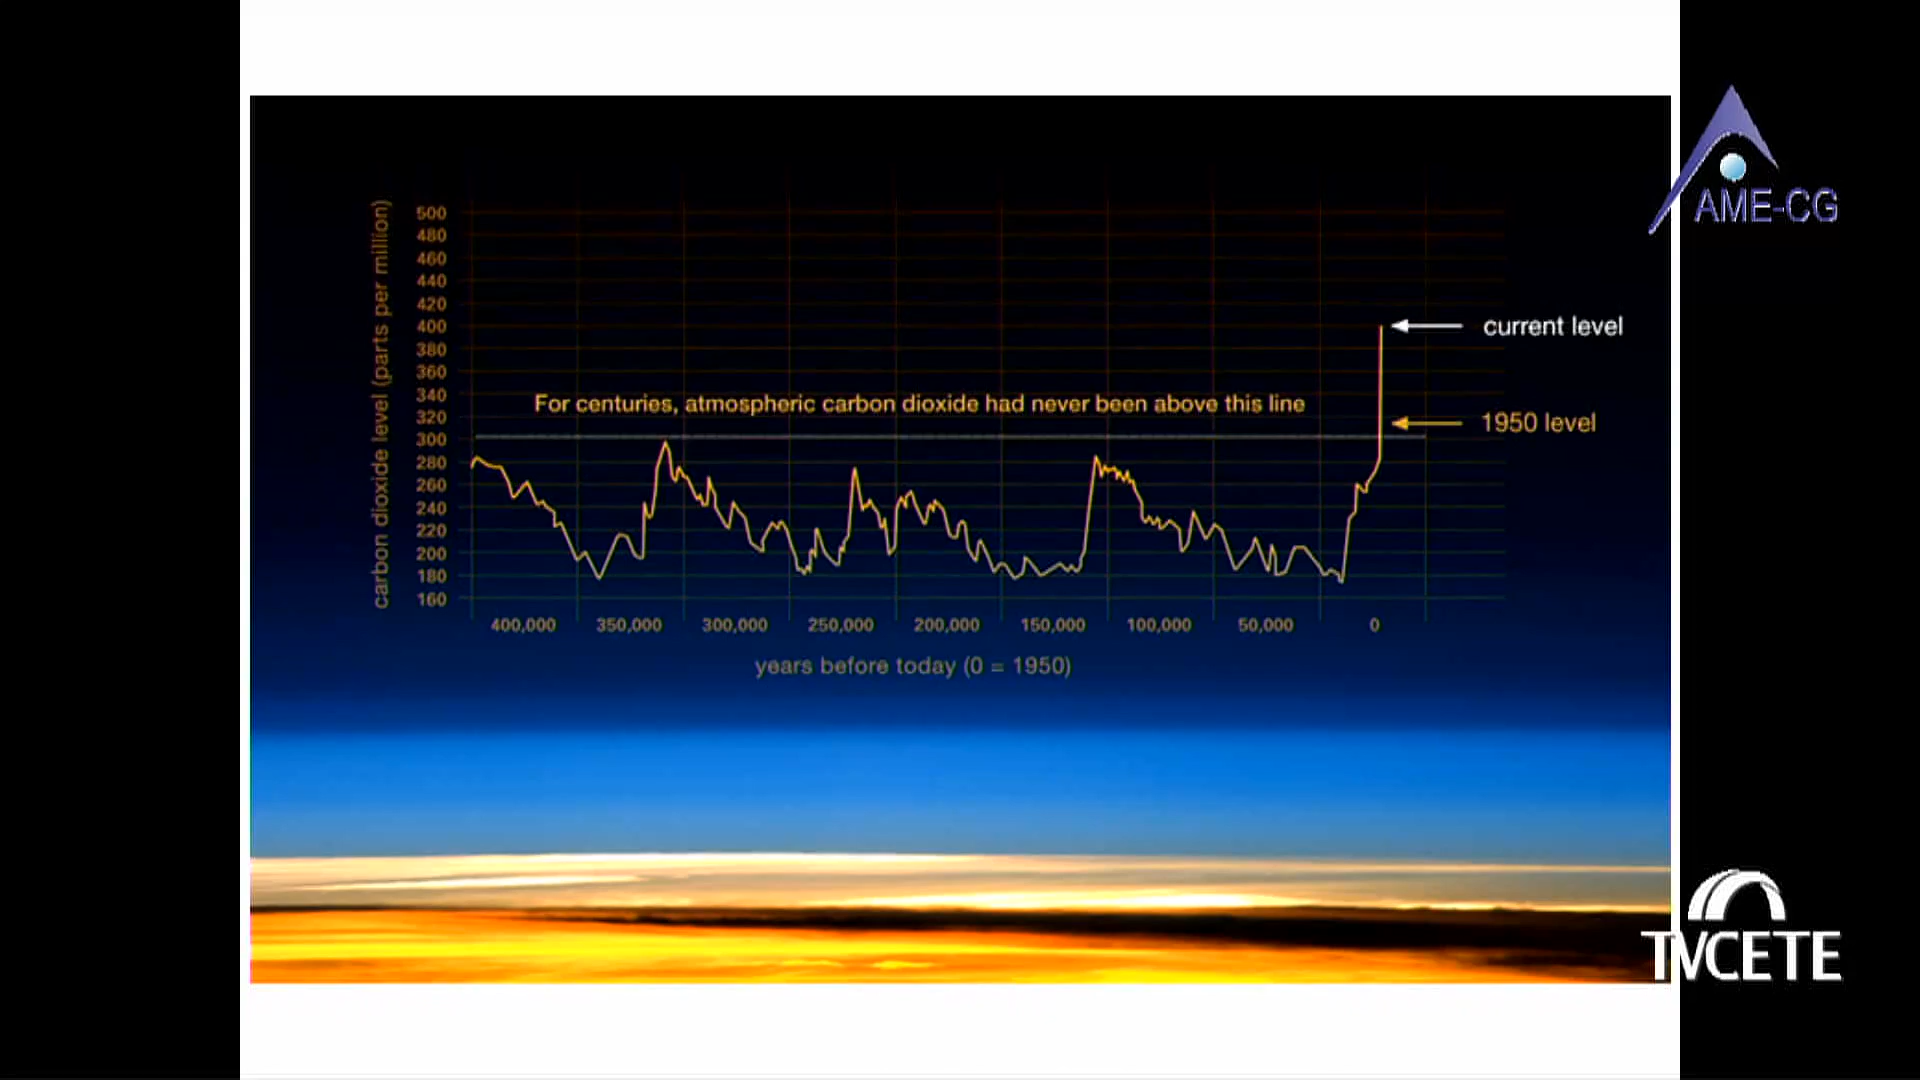 AME-CG
carbon dioxide level (parts per million)
500
480
460
440
420
400
380
360
340
320
300
280
260
240
220
200
180
160
current level
For centuries, atmospheric carbon dioxide had never been above this line
1950 level
400,000 350,000 300,000 250,000 200,000 150,000 100,000 50,000 0
years before today (0 = 1950)
TVCETE